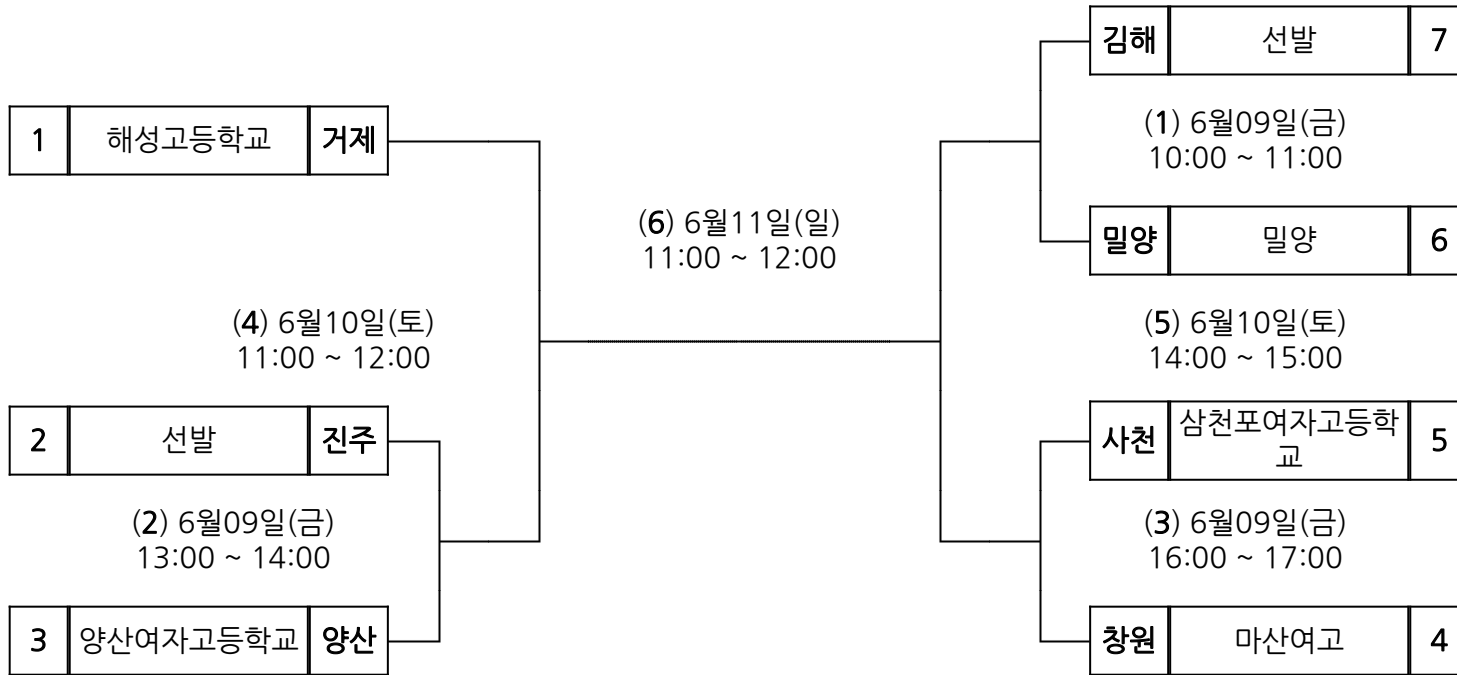 김해 선발 7
(1) 6월09일(금)
10:00 ~ 11:00
1 해성고등학교 거제
(6) 6월11일(일)
11:00 ~ 12:00
밀양 밀양 6
(4) 6월10일(토)
11:00 ~ 12:00
(5) 6월10일(토)
14:00 ~ 15:00
2 선발 진주
사천 삼천포여자고등학
교 5
(2) 6월09일(금)
13:00 ~ 14:00
(3) 6월09일(금)
16:00 ~ 17:00
3 양산여자고등학교 양산
창원 마산여고 4